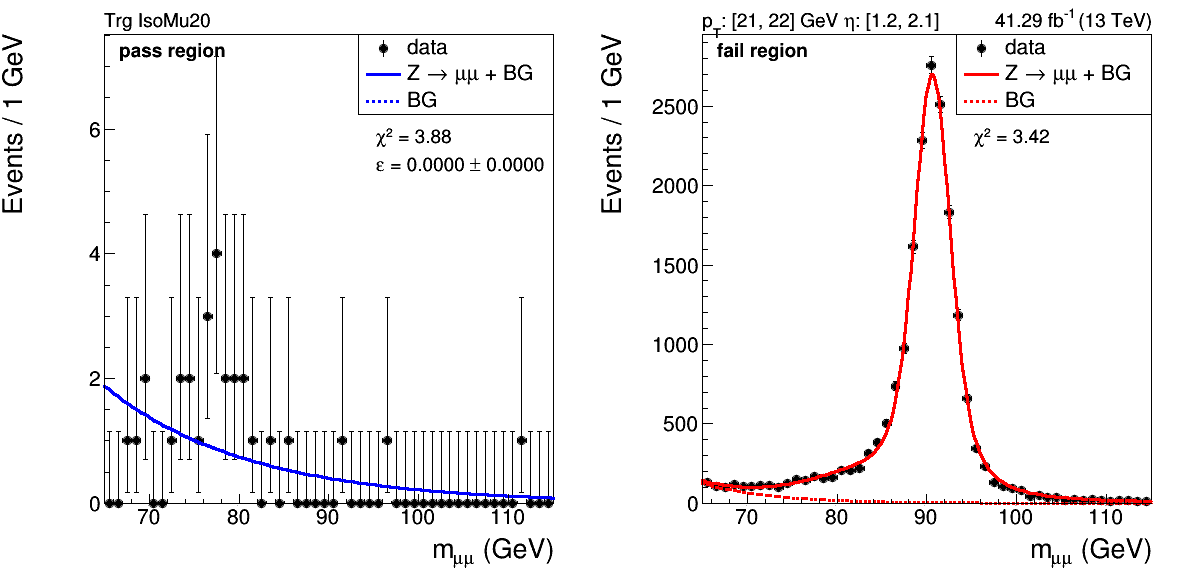 Trg IsoMu20
pass region
data
Z → μμ + BG
BG
χ² = 3.88
ε = 0.0000 ± 0.0000
Events / 1 GeV
0
2
4
6
70
80
90
100
110
m_μμ (GeV)
p_T: [21, 22] GeV η: [1.2, 2.1]
41.29 fb⁻¹ (13 TeV)
fail region
data
Z → μμ + BG
BG
χ² = 3.42
Events / 1 GeV
0
500
1000
1500
2000
2500
70
80
90
100
110
m_μμ (GeV)